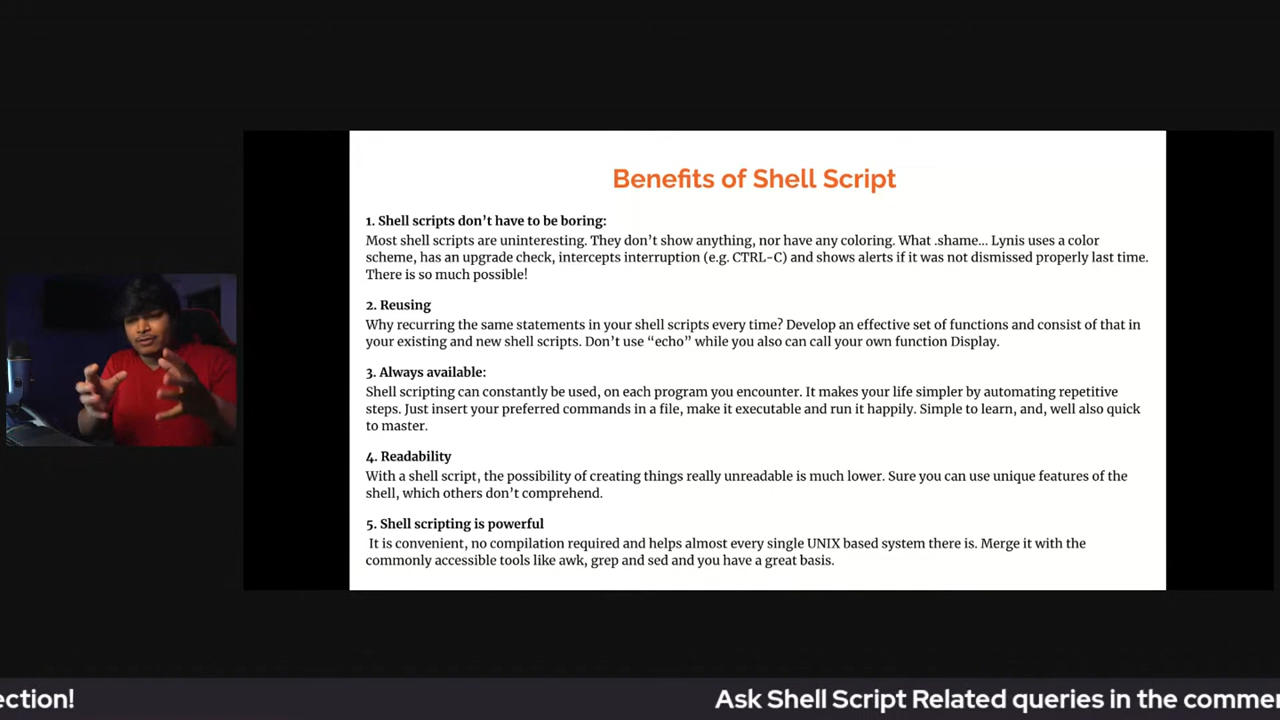 Benefits of Shell Script
1. Shell scripts don’t have to be boring:
Most shell scripts are uninteresting. They don’t show anything, nor have any coloring. What .shame... Lynis uses a color
scheme, has an upgrade check, intercepts interruption (e.g. CTRL-C) and shows alerts if it was not dismissed properly last time.
There is so much possible!
2. Reusing
Why recurring the same statements in your shell scripts every time? Develop an effective set of functions and consist of that in
your existing and new shell scripts. Don’t use “echo” while you also can call your own function Display.
3. Always available:
Shell scripting can constantly be used, on each program you encounter. It makes your life simpler by automating repetitive
steps. Just insert your preferred commands in a file, make it executable and run it happily. Simple to learn, and, well also quick
to master.
4. Readability
With a shell script, the possibility of creating things really unreadable is much lower. Sure you can use unique features of the
shell, which others don’t comprehend.
5. Shell scripting is powerful
It is convenient, no compilation required and helps almost every single UNIX based system there is. Merge it with the
commonly accessible tools like awk, grep and sed and you have a great basis.
ection! Ask Shell Script Related queries in the comme